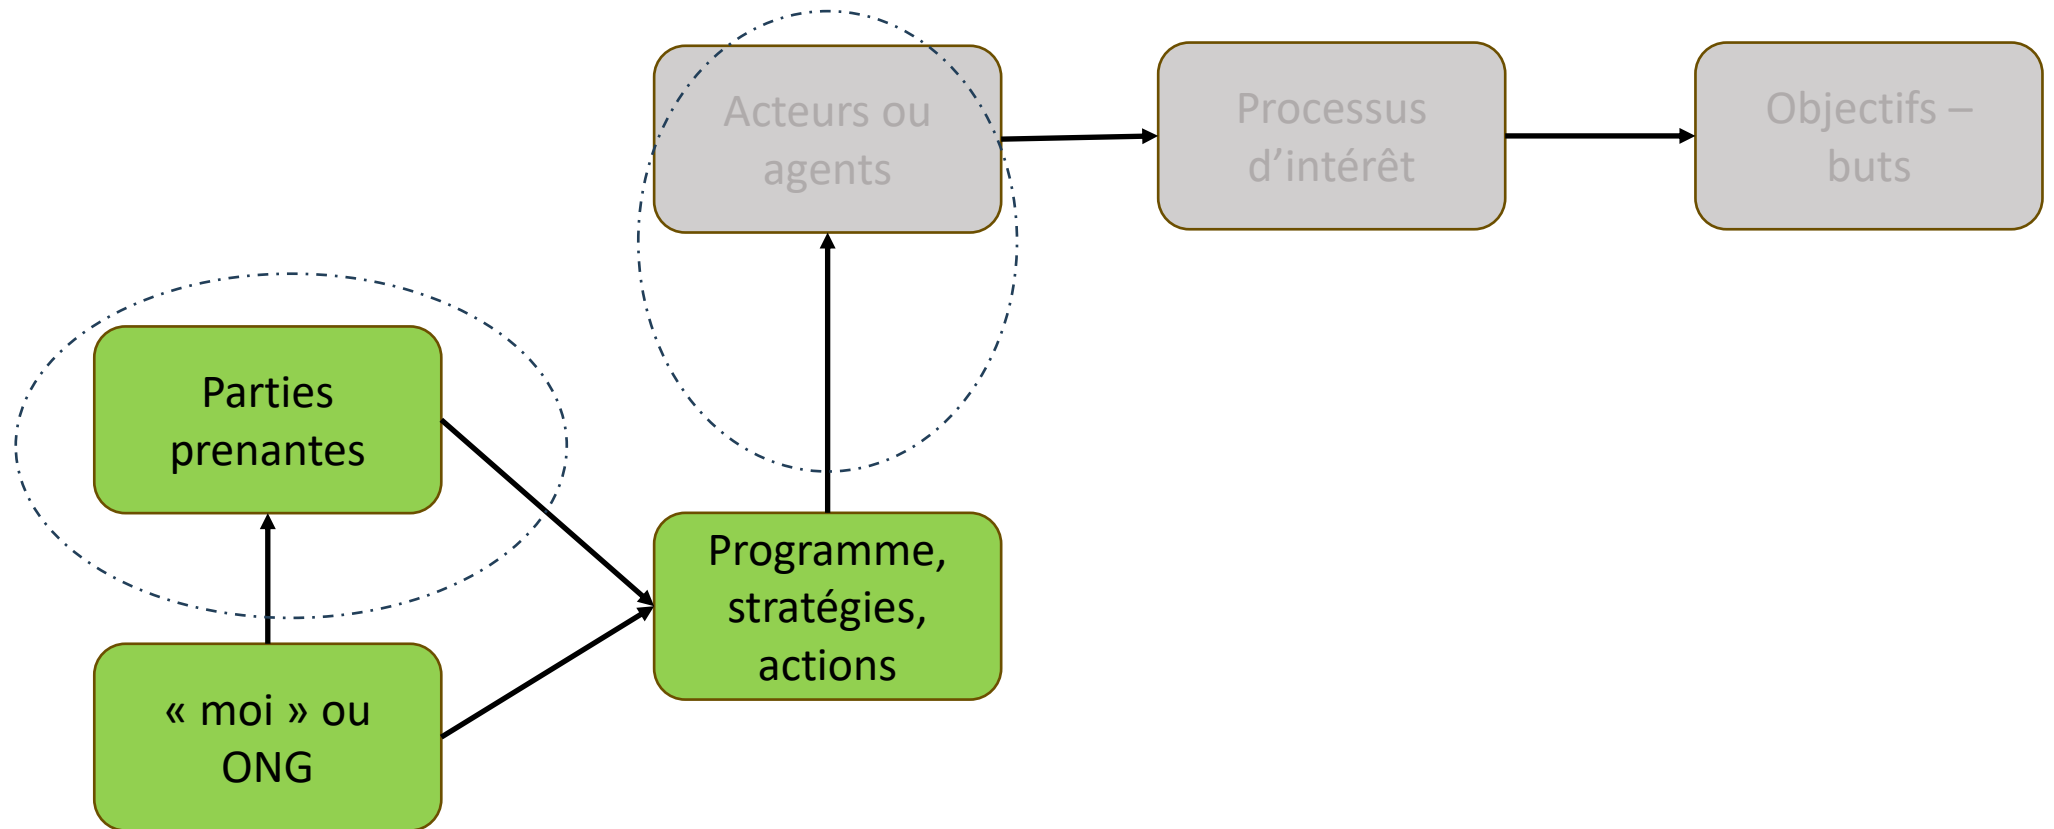 Acteurs ou
agents
Processus
d’intérêt
Objectifs –
buts
Parties
prenantes
Programme,
stratégies,
actions
« moi » ou
ONG